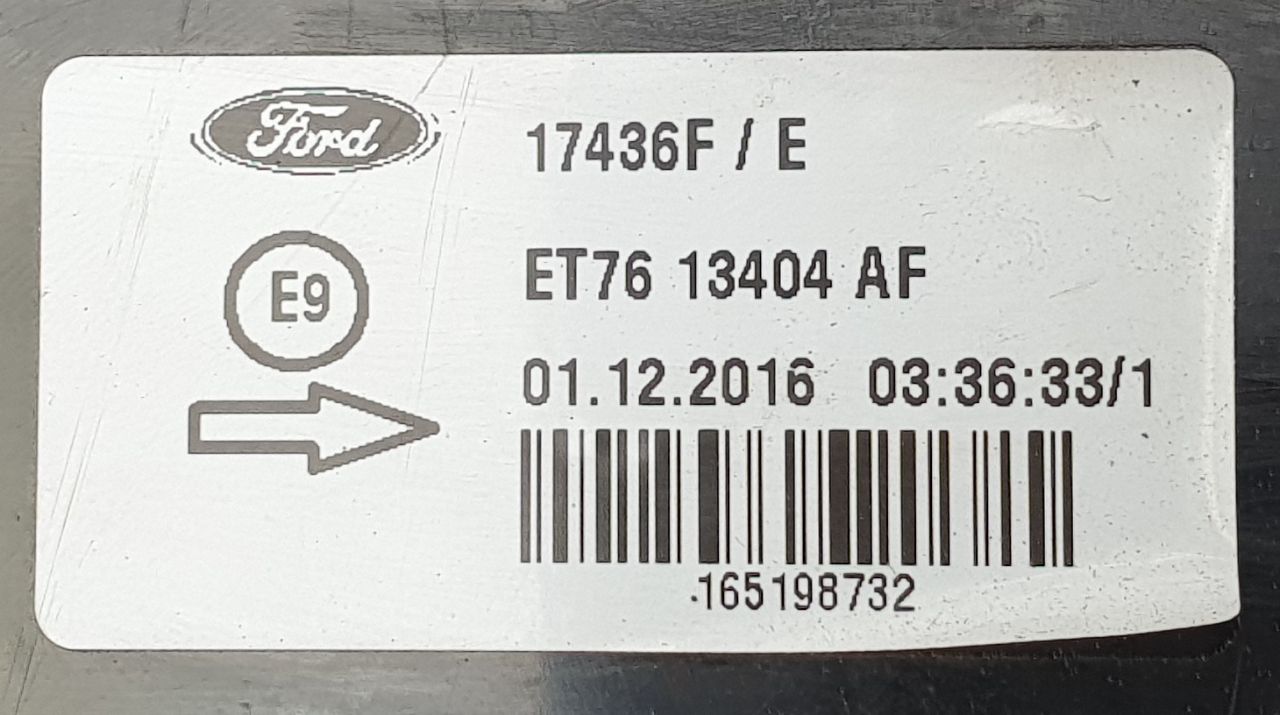 Ford
17436F / E
E9
ET76 13404 AF
01.12.2016 03:36:33/1
165198732